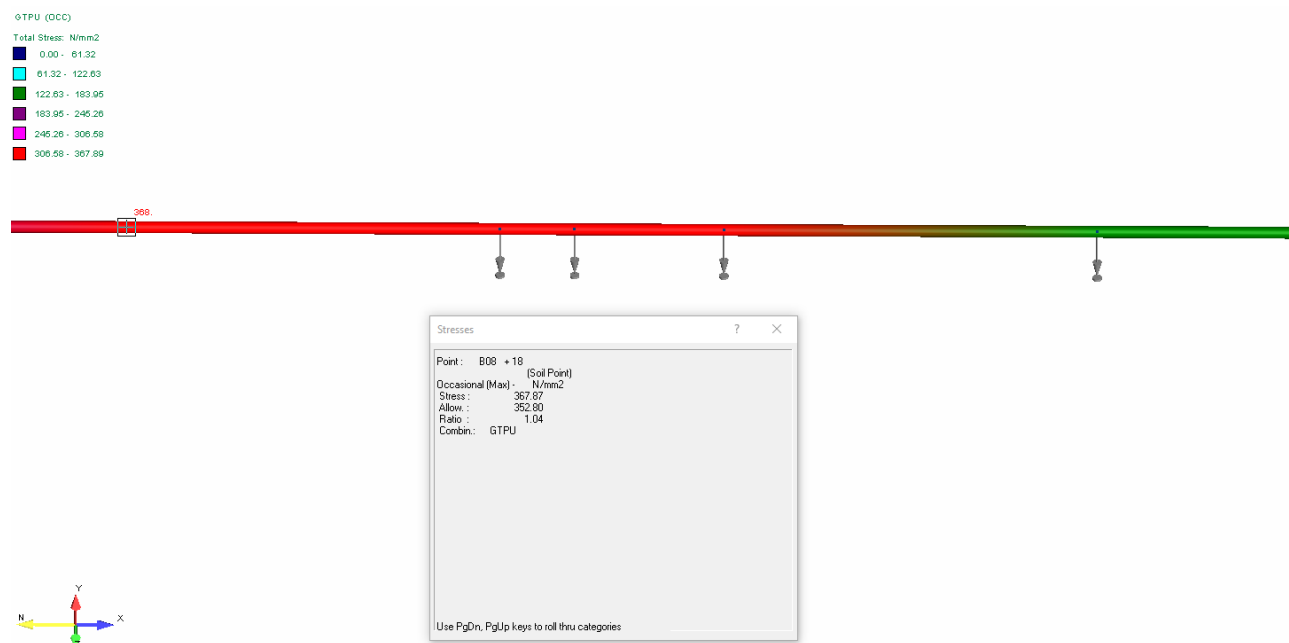 GTPU (OCC)
Total Stress: N/mm2
0.00 - 61.32
61.32 - 122.63
122.63 - 183.95
183.95 - 245.26
245.26 - 306.58
306.58 - 367.89
368.
Stresses ? ×
Point : B08 + 18
(Soil Point)
Occasional (Max) - N/mm2
Stress : 367.87
Allow. : 352.80
Ratio : 1.04
Combin.: GTPU
Use PgDn, PgUp keys to roll thru categories
Y
N X